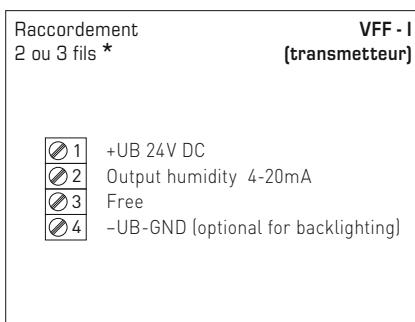 Raccordement VFF - I
2 ou 3 fils * (transmetteur)
1 +UB 24V DC
2 Output humidity 4-20mA
3 Free
4 –UB-GND (optional for backlighting)